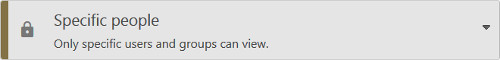 Specific people
Only specific users and groups can view.